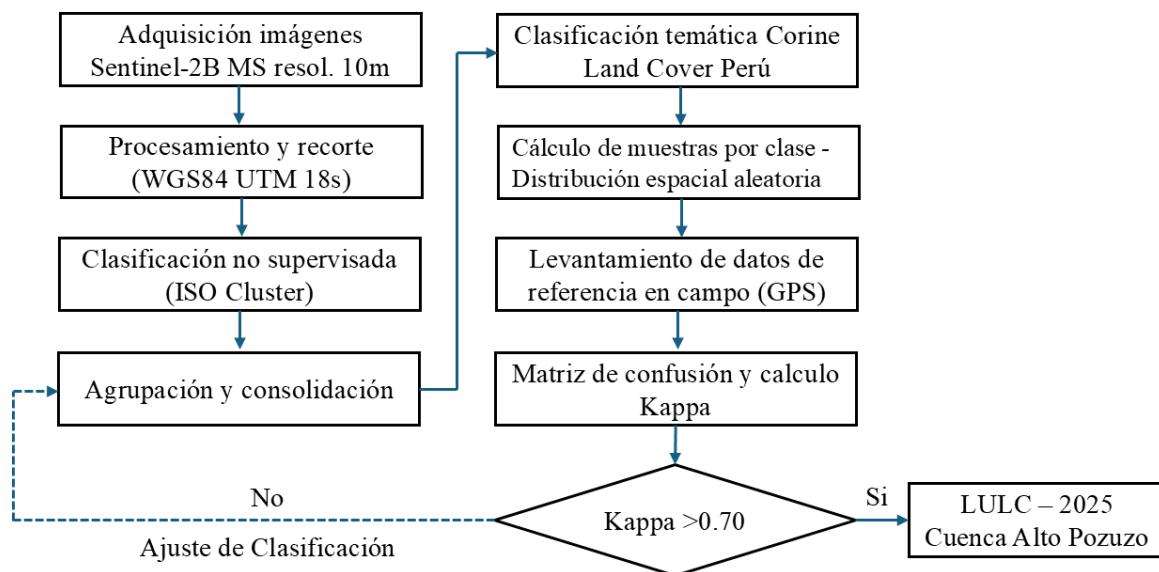 Adquisición imágenes
Sentinel-2B MS resol. 10m
Procesamiento y recorte
(WGS84 UTM 18s)
Clasificación no supervisada
(ISO Cluster)
Agrupación y consolidación
Clasificación temática Corine
Land Cover Perú
Cálculo de muestras por clase -
Distribución espacial aleatoria
Levantamiento de datos de
referencia en campo (GPS)
Matriz de confusión y calculo
Kappa
Kappa >0.70
No
Ajuste de Clasificación
Si
LULC – 2025
Cuenca Alto Pozuzo